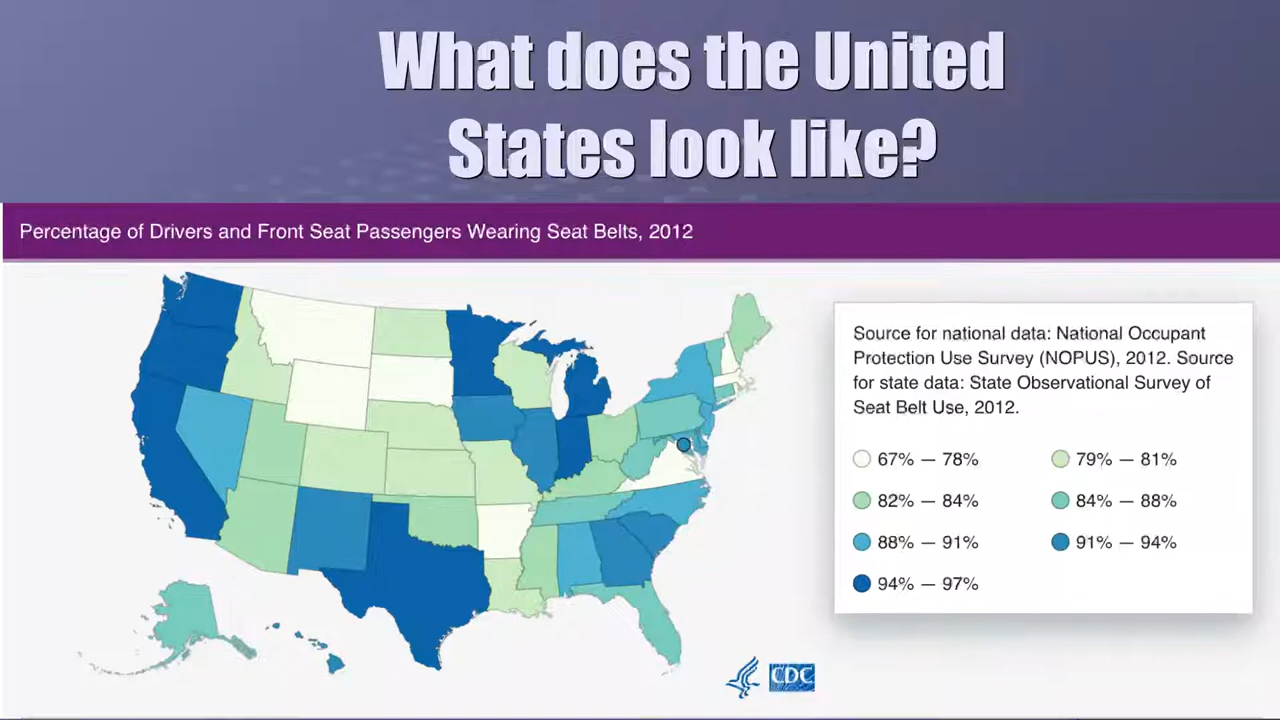 What does the United
States look like?
Percentage of Drivers and Front Seat Passengers Wearing Seat Belts, 2012
Source for national data: National Occupant
Protection Use Survey (NOPUS), 2012. Source
for state data: State Observational Survey of
Seat Belt Use, 2012.
67% — 78% 79% — 81%
82% — 84% 84% — 88%
88% — 91% 91% — 94%
94% — 97%
CDC